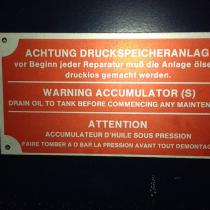 ACHTUNG DRUCKSPEICHERANLAG
vor Beginn jeder Reparatur muß die Anlage ölse
drucklos gemacht werden.
WARNING ACCUMULATOR (S)
DRAIN OIL TO TANK BEFORE COMMENCING ANY MAINTEN
ATTENTION
ACCUMULATEUR D'HUILE SOUS PRESSION
FAIRE TOMBER A O BAR LA PRESSION AVANT TOUT DEMONTAG